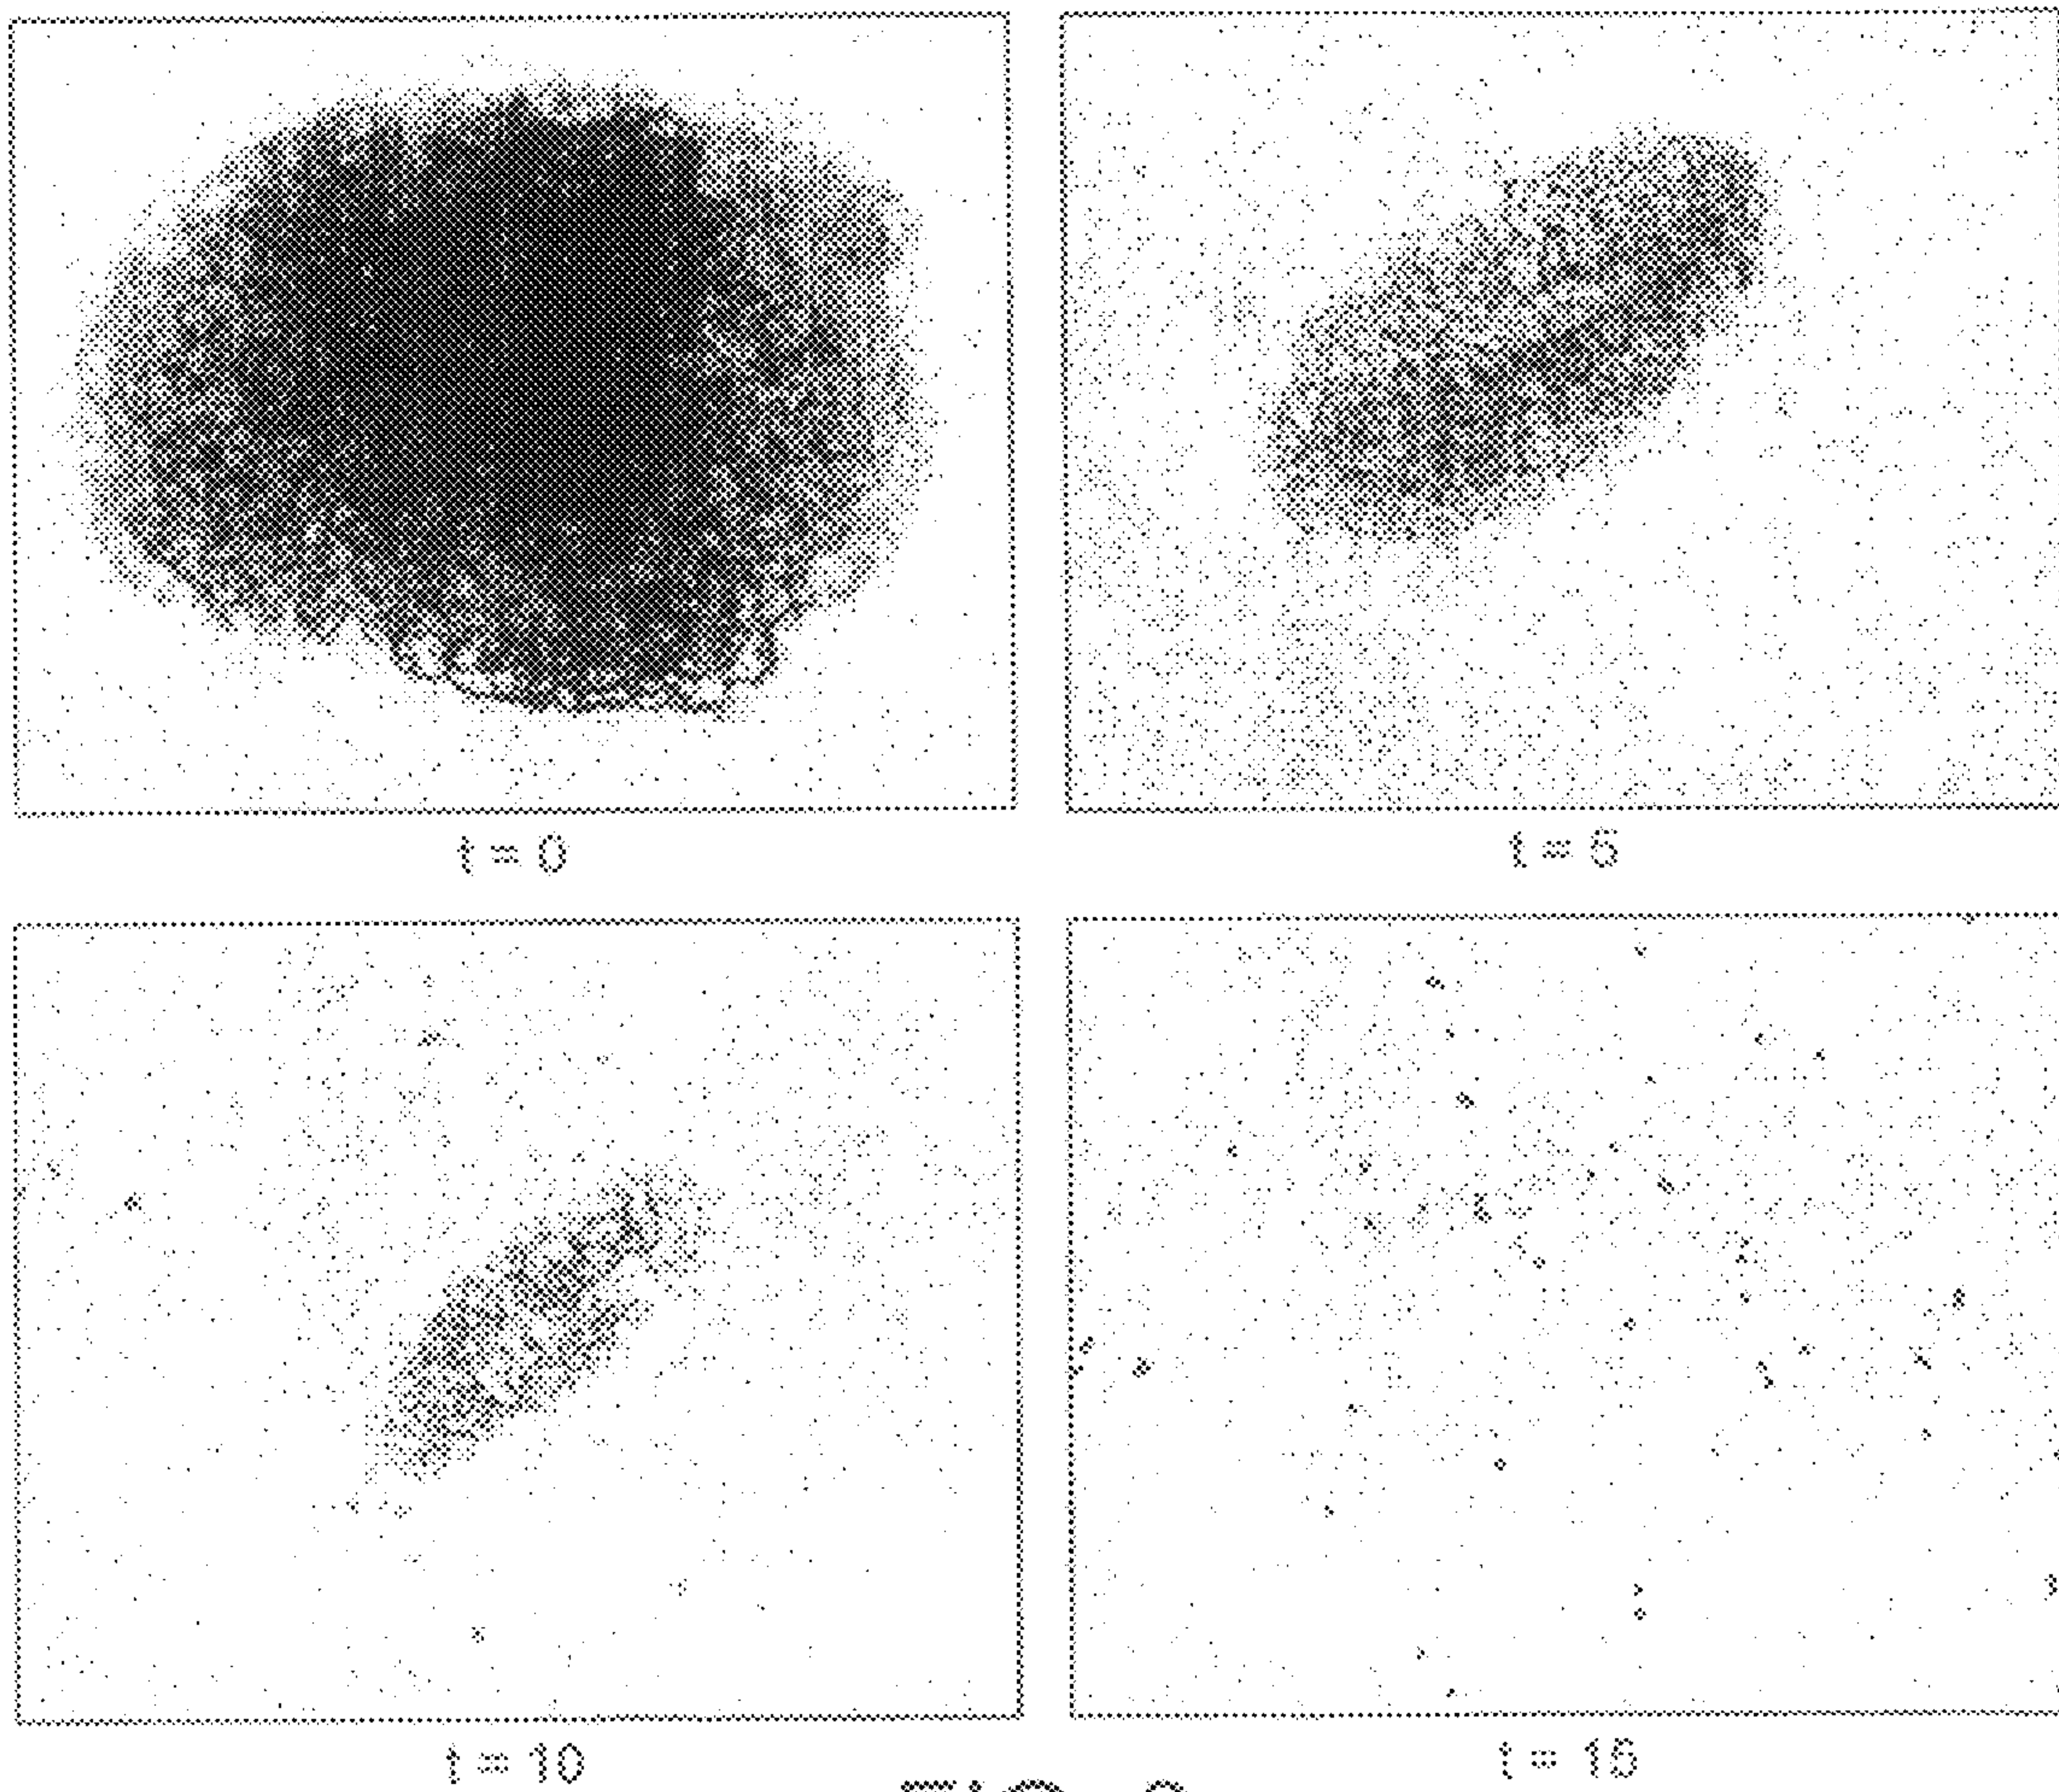 t = 0
t = 5
t = 10
t = 15